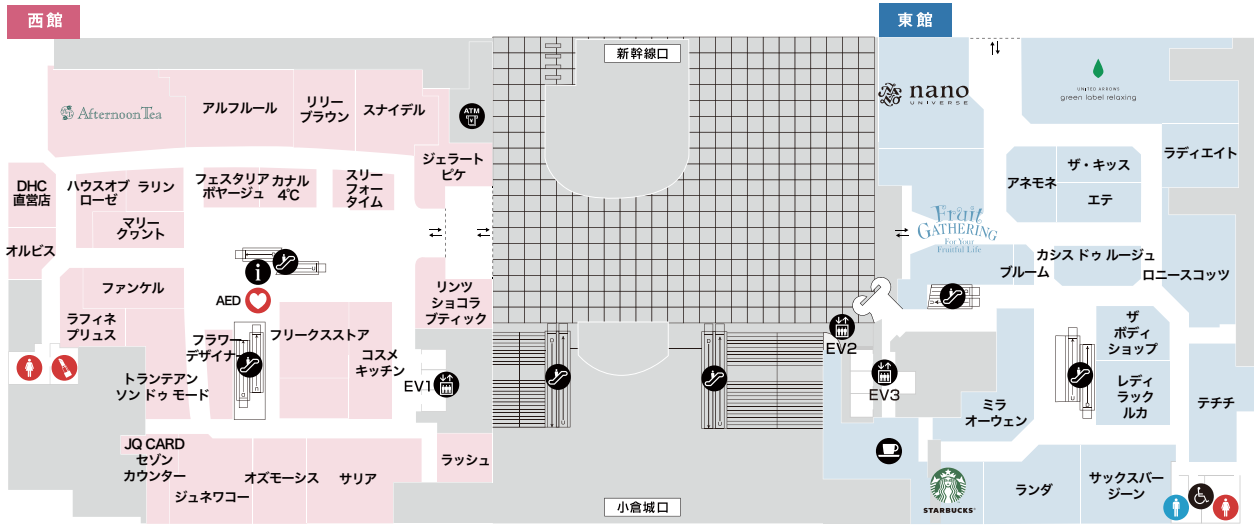 西館
東館
新幹線口
Afternoon Tea
アルフルール
リリー
ブラウン
スナイデル
ATM
ジェラート
ピケ
DHC
直営店
ハウスオブ
ローゼ
ラリン
フェスタリア
ボヤージュ
カナル
4℃
スリー
フォー
タイム
マリー
クヮント
オルビス
ファンケル
AED
リンツ
ショコラ
ブティック
ラフィネ
プリュス
フラワー
デザイナー
フリークスストア
コスメ
キッチン
トランテアン
ソン ドゥ モード
EV1
JQ CARD
セゾン
カウンター
ジュネワコー
オズモーシス
サリア
ラッシュ
小倉城口
nano
UNIVERSE
UNITED ARROWS
green label relaxing
ラディエイト
アネモネ
ザ・キッス
エテ
Fruit
GATHERING
For Your
Fruitful Life
ブルーム
カシス ドゥ ルージュ
ロニースコッツ
EV2
EV3
ザ
ボディ
ショップ
レディ
ラック
ルカ
ミラ
オーウェン
テチチ
STARBUCKS
ランダ
サックスバー
ジーン